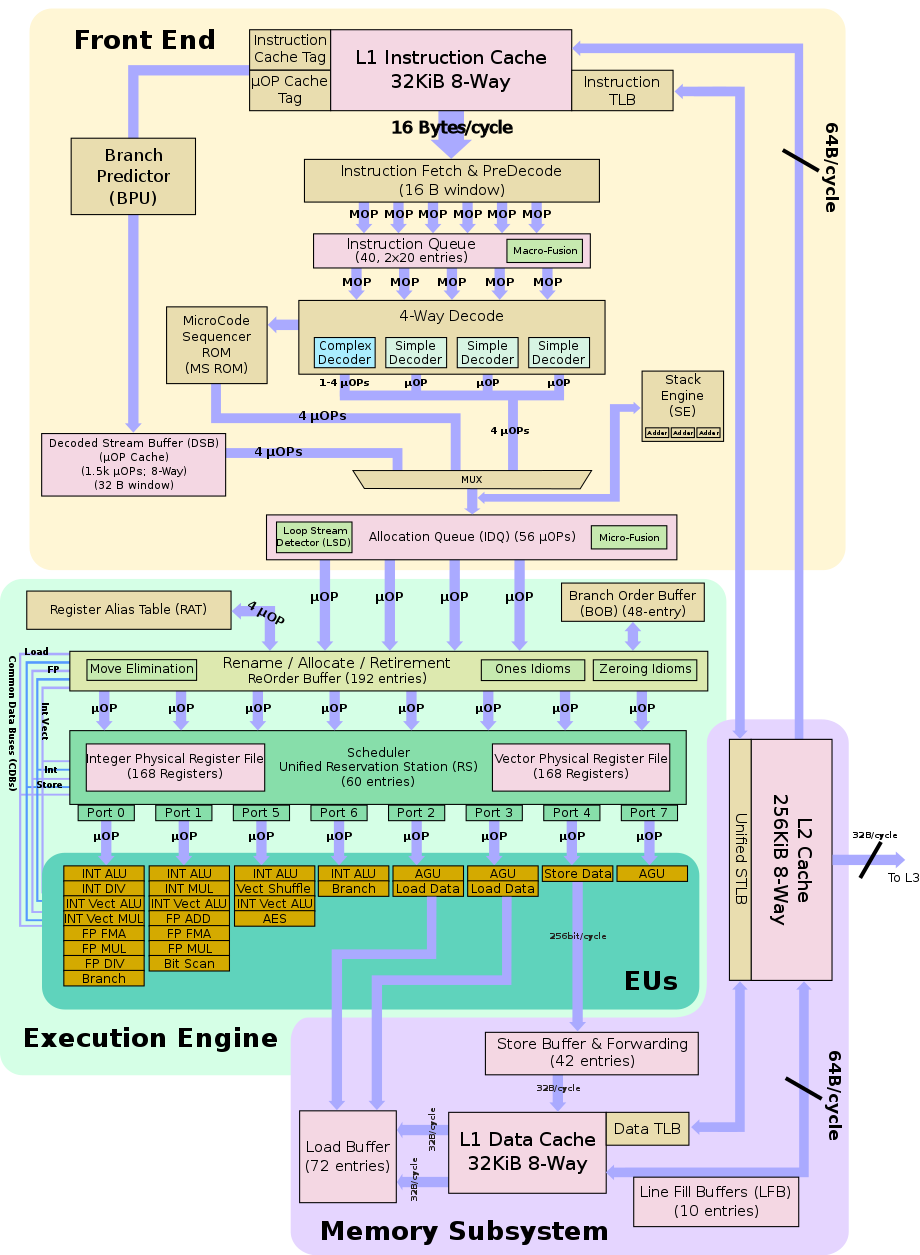 Front End
Instruction
Cache Tag
µOP Cache
Tag
L1 Instruction Cache
32KiB 8-Way
Instruction
TLB
16 Bytes/cycle
64B/cycle
Branch
Predictor
(BPU)
Instruction Fetch & PreDecode
(16 B window)
MOP MOP MOP MOP MOP MOP
Instruction Queue
(40, 2x20 entries)
Macro-Fusion
MOP MOP MOP MOP MOP
4-Way Decode
Complex
Decoder
Simple
Decoder
Simple
Decoder
Simple
Decoder
MicroCode
Sequencer
ROM
(MS ROM)
1-4 µOPs µOP µOP µOP
Stack
Engine
(SE)
Adder Adder Adder
4 µOPs
4 µOPs
Decoded Stream Buffer (DSB)
(µOP Cache)
(1.5k µOPs; 8-Way)
(32 B window)
4 µOPs
MUX
Loop Stream
Detector (LSD)
Allocation Queue (IDQ) (56 µOPs)
Micro-Fusion
µOP µOP µOP µOP
Register Alias Table (RAT)
4 µOP
Branch Order Buffer
(BOB) (48-entry)
Load
FP
Common Data Buses (CDBs)
Int Vect
Int
Store
Move Elimination
Rename / Allocate / Retirement
ReOrder Buffer (192 entries)
Ones Idioms
Zeroing Idioms
µOP µOP µOP µOP µOP µOP µOP µOP
Integer Physical Register File
(168 Registers)
Scheduler
Unified Reservation Station (RS)
(60 entries)
Vector Physical Register File
(168 Registers)
Port 0 Port 1 Port 5 Port 6 Port 2 Port 3 Port 4 Port 7
µOP µOP µOP µOP µOP µOP µOP µOP
INT ALU
INT DIV
INT Vect ALU
INT Vect MUL
FP FMA
FP MUL
FP DIV
Branch
INT ALU
INT MUL
INT Vect ALU
FP ADD
FP FMA
FP MUL
Bit Scan
INT ALU
Vect Shuffle
INT Vect ALU
AES
INT ALU
Branch
AGU
Load Data
AGU
Load Data
Store Data
AGU
256bit/cycle
EUs
Execution Engine
Unified STLB
L2 Cache
256KiB 8-Way
32B/cycle
To L3
Store Buffer & Forwarding
(42 entries)
32B/cycle
64B/cycle
Load Buffer
(72 entries)
32B/cycle
32B/cycle
L1 Data Cache
32KiB 8-Way
Data TLB
Line Fill Buffers (LFB)
(10 entries)
Memory Subsystem